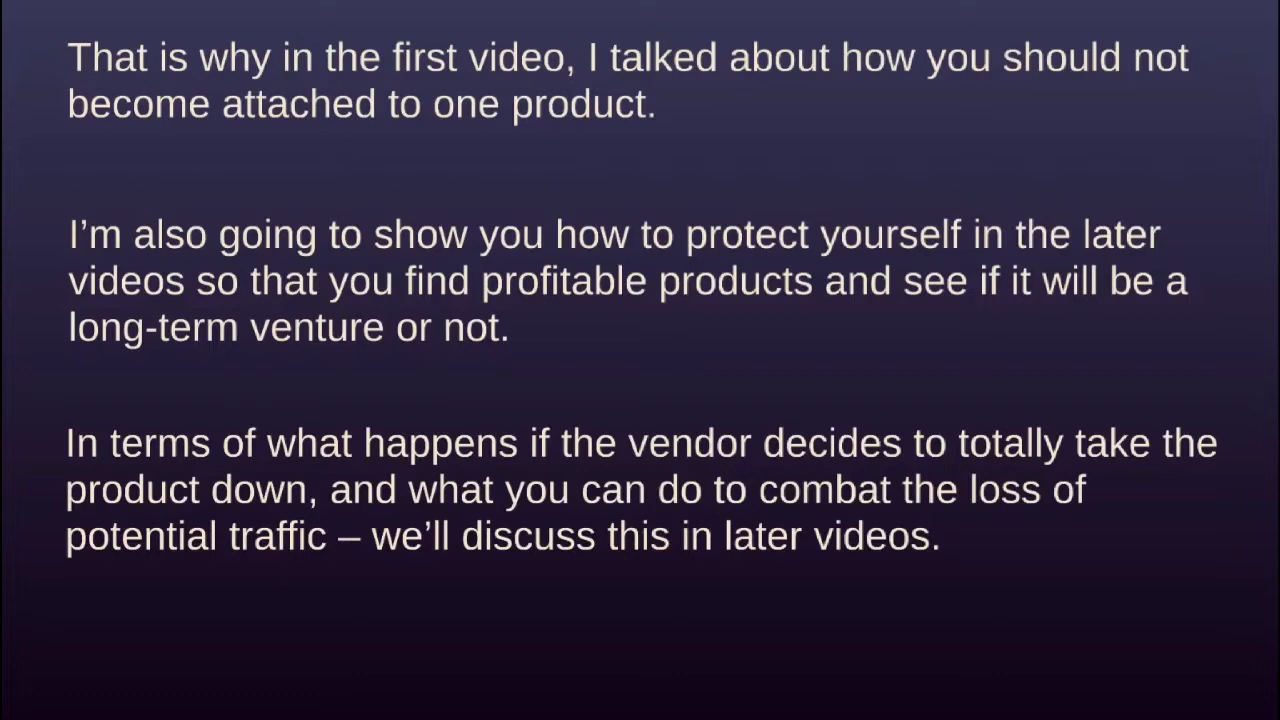 That is why in the first video, I talked about how you should not
become attached to one product.
I’m also going to show you how to protect yourself in the later
videos so that you find profitable products and see if it will be a
long-term venture or not.
In terms of what happens if the vendor decides to totally take the
product down, and what you can do to combat the loss of
potential traffic – we’ll discuss this in later videos.